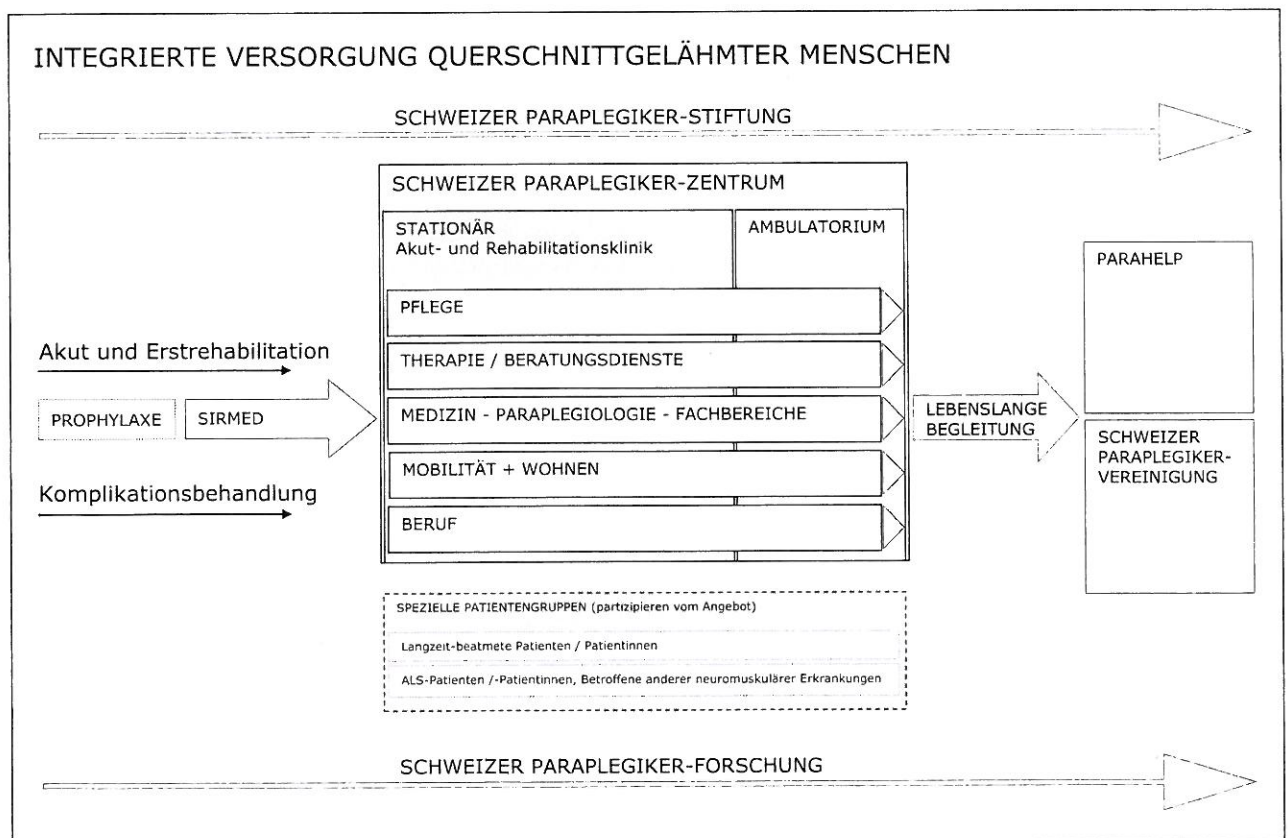 INTEGRIERTE VERSORGUNG QUERSCHNITTGELÄHMTER MENSCHEN
SCHWEIZER PARAPLEGIKER-STIFTUNG
SCHWEIZER PARAPLEGIKER-ZENTRUM
STATIONÄR
Akut- und Rehabilitationsklinik
AMBULATORIUM
PFLEGE
THERAPIE / BERATUNGSDIENSTE
MEDIZIN - PARAPLEGIOLOGIE - FACHBEREICHE
MOBILITÄT + WOHNEN
BERUF
Akut und Erstrehabilitation
PROPHYLAXE
SIRMED
Komplikationsbehandlung
LEBENSLANGE
BEGLEITUNG
PARAHELP
SCHWEIZER
PARAPLEGIKER-
VEREINIGUNG
SPEZIELLE PATIENTENGRUPPEN (partizipieren vom Angebot)
Langzeit-beatmete Patienten / Patientinnen
ALS-Patienten /-Patientinnen, Betroffene anderer neuromuskulärer Erkrankungen
SCHWEIZER PARAPLEGIKER-FORSCHUNG